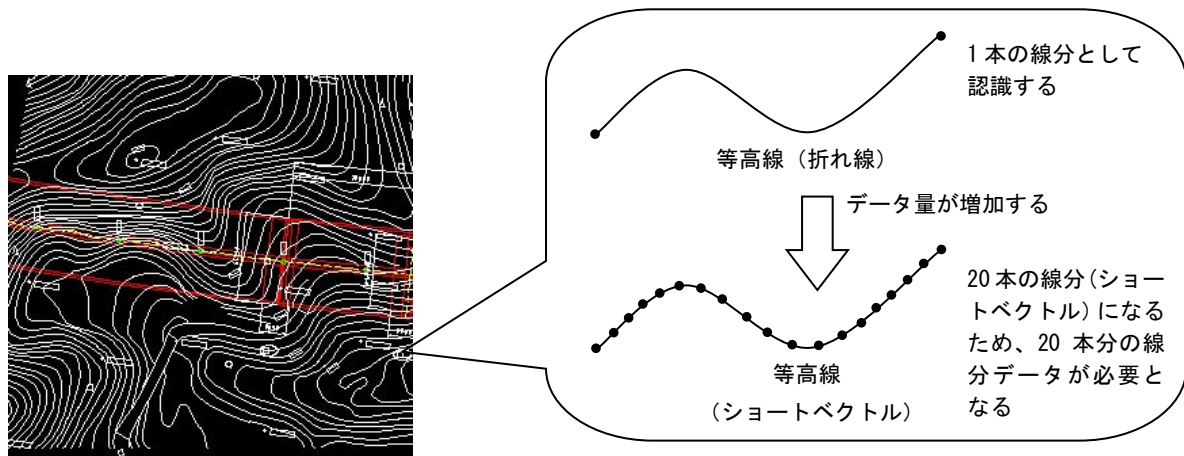 1本の線分として
認識する
等高線（折れ線）
データ量が増加する
20本の線分(ショー
トベクトル)になる
ため、20 本分の線
分データが必要と
なる
等高線
（ショートベクトル）